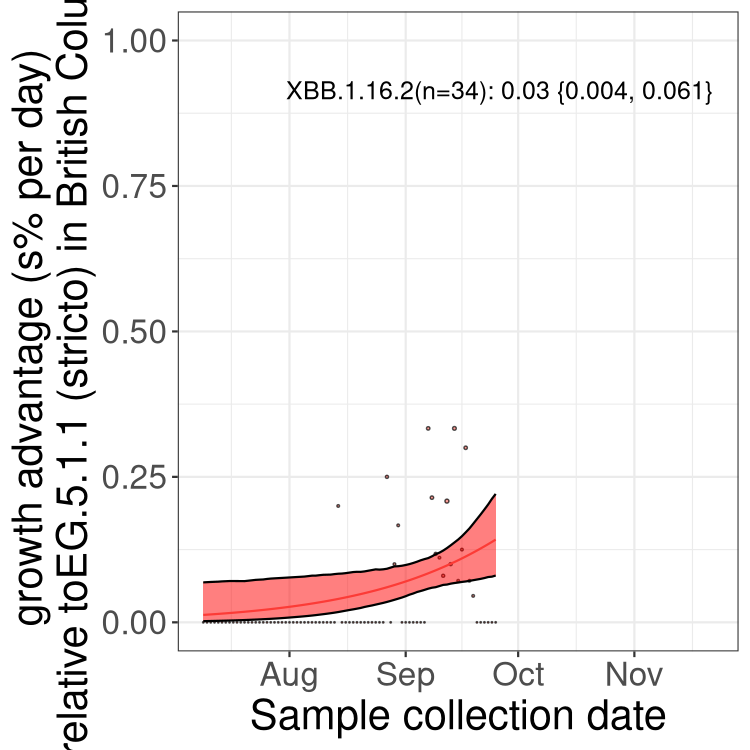 growth advantage (s% per day)
relative toEG.5.1.1 (stricto) in British Colu
1.00
0.75
0.50
0.25
0.00
XBB.1.16.2(n=34): 0.03 {0.004, 0.061}
Aug Sep Oct Nov
Sample collection date